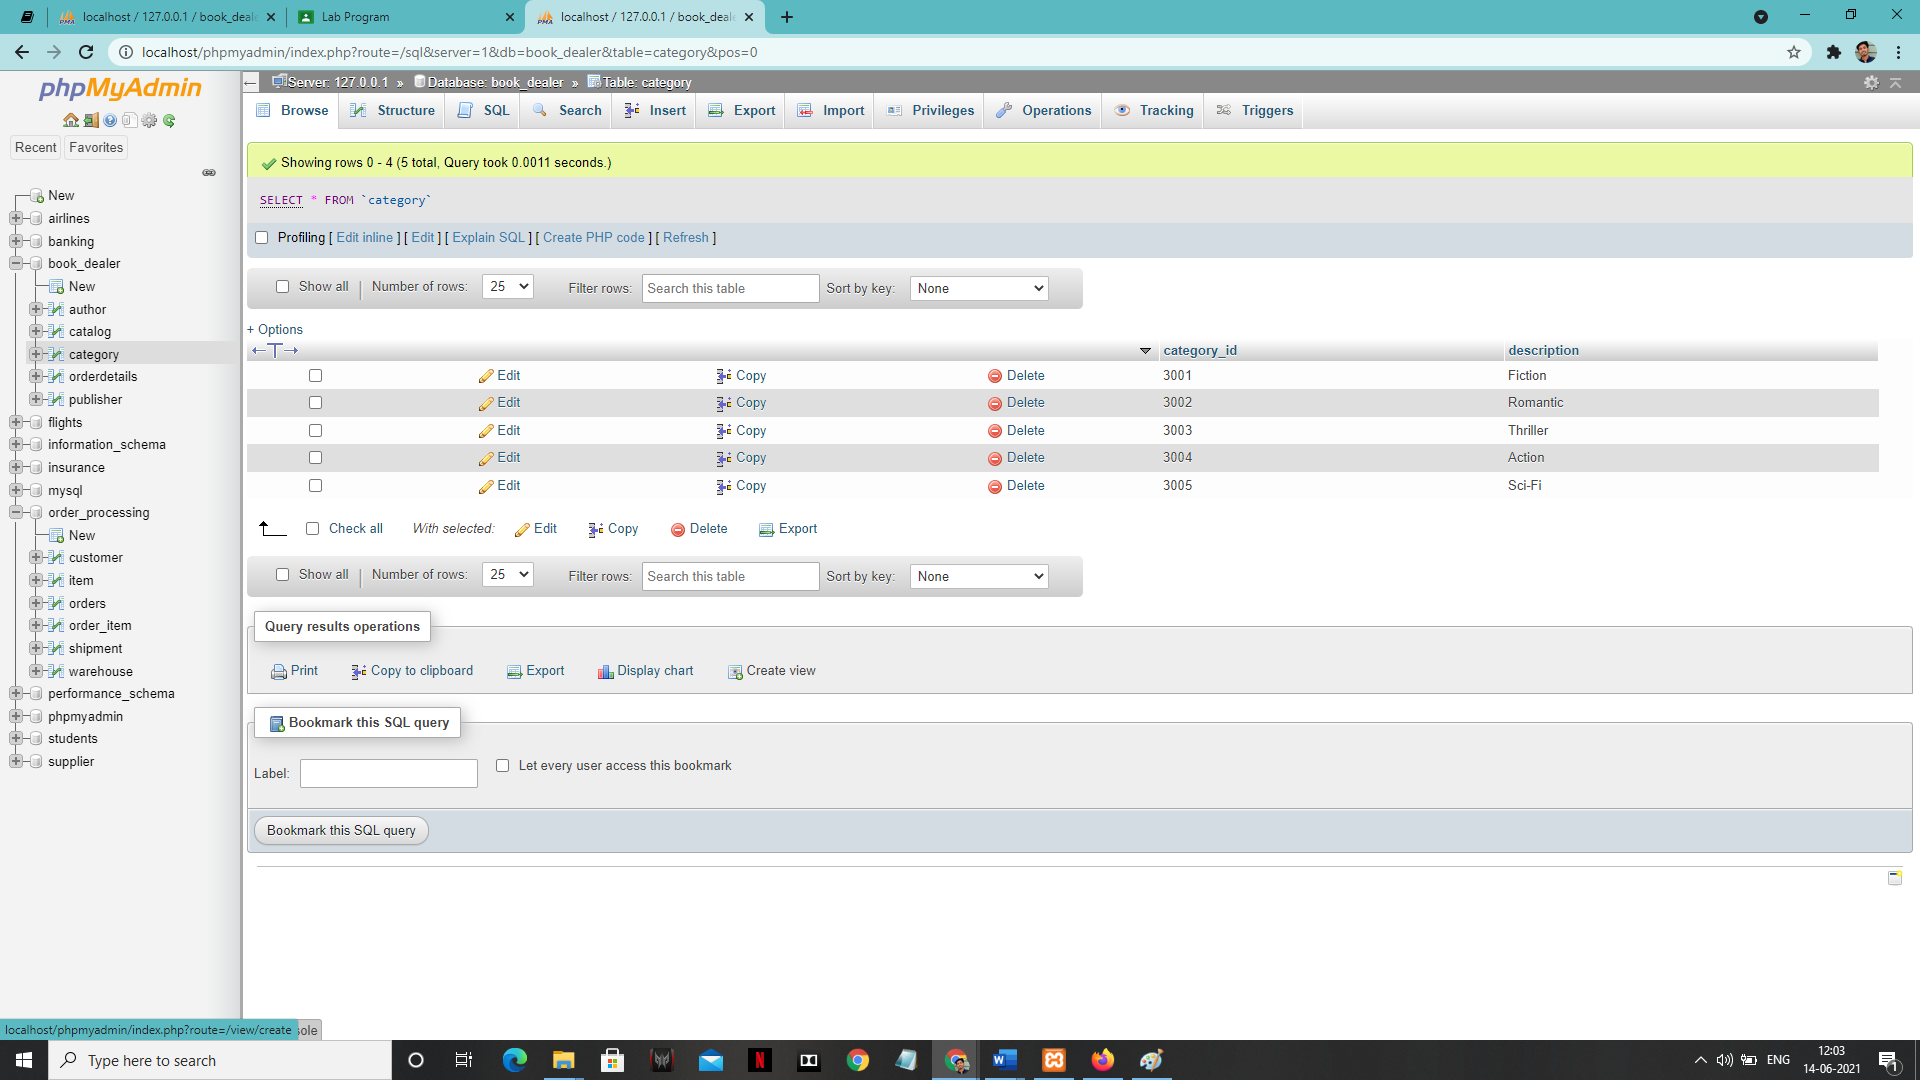 localhost / 127.0.0.1 / book_deale
Lab Program
localhost / 127.0.0.1 / book_deale
localhost/phpmyadmin/index.php?route=/sql&server=1&db=book_dealer&table=category&pos=0
phpMyAdmin
Recent Favorites
New
airlines
banking
book_dealer
New
author
catalog
category
orderdetails
publisher
flights
information_schema
insurance
mysql
order_processing
New
customer
item
orders
order_item
shipment
warehouse
performance_schema
phpmyadmin
students
supplier
Server: 127.0.0.1 » Database: book_dealer » Table: category
Browse Structure SQL Search Insert Export Import Privileges Operations Tracking Triggers
Showing rows 0 - 4 (5 total, Query took 0.0011 seconds.)
SELECT * FROM `category`
Profiling [ Edit inline ] [ Edit ] [ Explain SQL ] [ Create PHP code ] [ Refresh ]
Show all Number of rows: 25 Filter rows: Search this table Sort by key: None
+ Options
←T→ category_id description
Edit Copy Delete 3001 Fiction
Edit Copy Delete 3002 Romantic
Edit Copy Delete 3003 Thriller
Edit Copy Delete 3004 Action
Edit Copy Delete 3005 Sci-Fi
Check all With selected: Edit Copy Delete Export
Show all Number of rows: 25 Filter rows: Search this table Sort by key: None
Query results operations
Print Copy to clipboard Export Display chart Create view
Bookmark this SQL query
Label: Let every user access this bookmark
Bookmark this SQL query
localhost/phpmyadmin/index.php?route=/view/create sole
Type here to search
ENG
12:03
14-06-2021
1